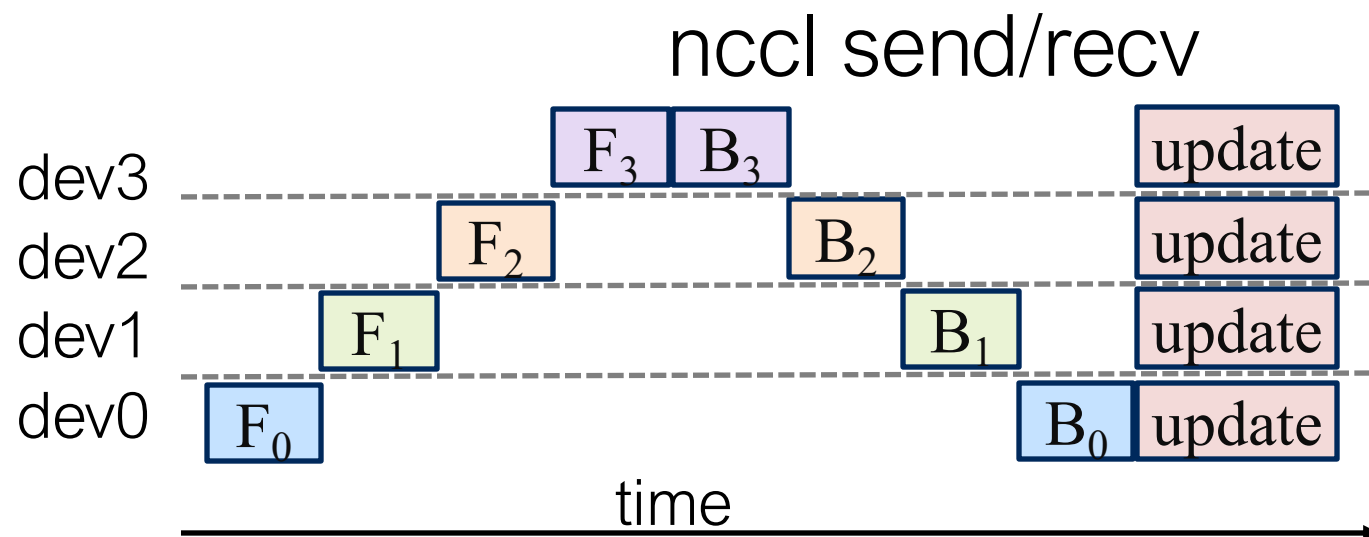 nccl send/recv
dev3 F₃ B₃ update
dev2 F₂ B₂ update
dev1 F₁ B₁ update
dev0 F₀ B₀ update
time